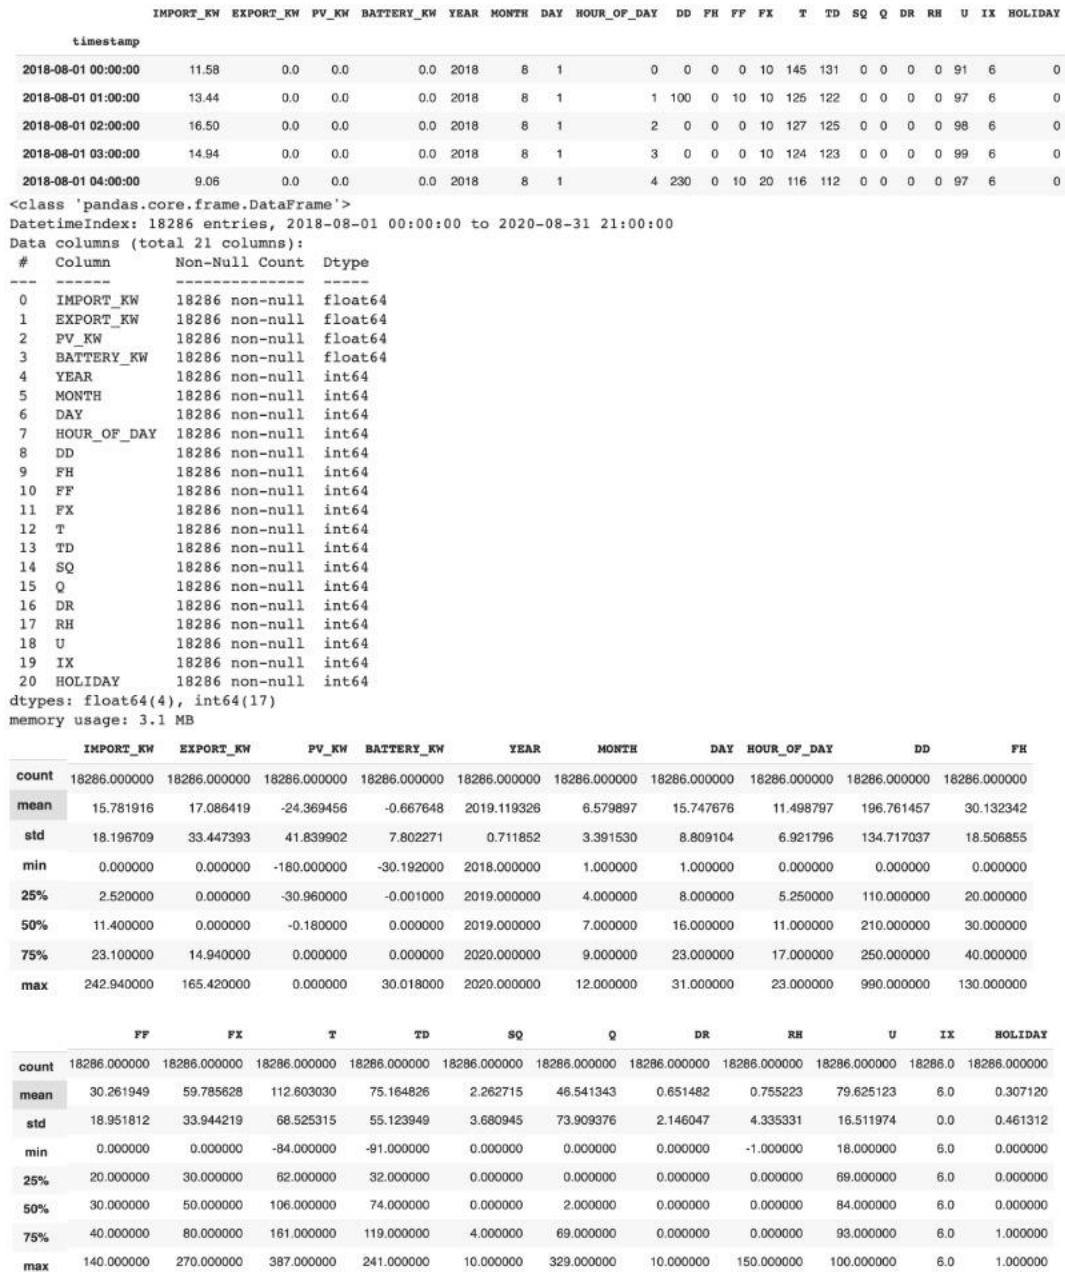 IMPORT_KW EXPORT_KW PV_KW BATTERY_KW YEAR MONTH DAY HOUR_OF_DAY DD FH FF FX T TD SQ Q DR RH U IX HOLIDAY
timestamp
2018-08-01 00:00:00 11.58 0.0 0.0 0.0 2018 8 1 0 0 0 0 10 145 131 0 0 0 0 91 6 0
2018-08-01 01:00:00 13.44 0.0 0.0 0.0 2018 8 1 1 100 0 10 10 125 122 0 0 0 0 97 6 0
2018-08-01 02:00:00 16.50 0.0 0.0 0.0 2018 8 1 2 0 0 0 10 127 125 0 0 0 0 98 6 0
2018-08-01 03:00:00 14.94 0.0 0.0 0.0 2018 8 1 3 0 0 0 10 124 123 0 0 0 0 99 6 0
2018-08-01 04:00:00 9.06 0.0 0.0 0.0 2018 8 1 4 230 0 10 20 116 112 0 0 0 0 97 6 0
<class 'pandas.core.frame.DataFrame'>
DatetimeIndex: 18286 entries, 2018-08-01 00:00:00 to 2020-08-31 21:00:00
Data columns (total 21 columns):
# Column Non-Null Count Dtype
--- ------ -------------- -----
0 IMPORT_KW 18286 non-null float64
1 EXPORT_KW 18286 non-null float64
2 PV_KW 18286 non-null float64
3 BATTERY_KW 18286 non-null float64
4 YEAR 18286 non-null int64
5 MONTH 18286 non-null int64
6 DAY 18286 non-null int64
7 HOUR_OF_DAY 18286 non-null int64
8 DD 18286 non-null int64
9 FH 18286 non-null int64
10 FF 18286 non-null int64
11 FX 18286 non-null int64
12 T 18286 non-null int64
13 TD 18286 non-null int64
14 SQ 18286 non-null int64
15 Q 18286 non-null int64
16 DR 18286 non-null int64
17 RH 18286 non-null int64
18 U 18286 non-null int64
19 IX 18286 non-null int64
20 HOLIDAY 18286 non-null int64
dtypes: float64(4), int64(17)
memory usage: 3.1 MB
IMPORT_KW EXPORT_KW PV_KW BATTERY_KW YEAR MONTH DAY HOUR_OF_DAY DD FH
count 18286.000000 18286.000000 18286.000000 18286.000000 18286.000000 18286.000000 18286.000000 18286.000000 18286.000000 18286.000000
mean 15.781916 17.086419 -24.369456 -0.667648 2019.119326 6.579897 15.747676 11.498797 196.761457 30.132342
std 18.196709 33.447393 41.839902 7.802271 0.711852 3.391530 8.809104 6.921796 134.717037 18.506855
min 0.000000 0.000000 -180.000000 -30.192000 2018.000000 1.000000 1.000000 0.000000 0.000000 0.000000
25% 2.520000 0.000000 -30.960000 -0.001000 2019.000000 4.000000 8.000000 5.250000 110.000000 20.000000
50% 11.400000 0.000000 -0.180000 0.000000 2019.000000 7.000000 16.000000 11.000000 210.000000 30.000000
75% 23.100000 14.940000 0.000000 0.000000 2020.000000 9.000000 23.000000 17.000000 250.000000 40.000000
max 242.940000 165.420000 0.000000 30.018000 2020.000000 12.000000 31.000000 23.000000 990.000000 130.000000
FF FX T TD SQ Q DR RH U IX HOLIDAY
count 18286.000000 18286.000000 18286.000000 18286.000000 18286.000000 18286.000000 18286.000000 18286.000000 18286.000000 18286.0 18286.000000
mean 30.261949 59.785628 112.603030 75.164826 2.262715 46.541343 0.651482 0.755223 79.625123 6.0 0.307120
std 18.951812 33.944219 68.525315 55.123949 3.680945 73.909376 2.146047 4.335331 16.511974 0.0 0.461312
min 0.000000 0.000000 -84.000000 -91.000000 0.000000 0.000000 0.000000 -1.000000 18.000000 6.0 0.000000
25% 20.000000 30.000000 62.000000 32.000000 0.000000 0.000000 0.000000 0.000000 69.000000 6.0 0.000000
50% 30.000000 50.000000 106.000000 74.000000 0.000000 2.000000 0.000000 0.000000 84.000000 6.0 0.000000
75% 40.000000 80.000000 161.000000 119.000000 4.000000 69.000000 0.000000 0.000000 93.000000 6.0 1.000000
max 140.000000 270.000000 387.000000 241.000000 10.000000 329.000000 10.000000 150.000000 100.000000 6.0 1.000000